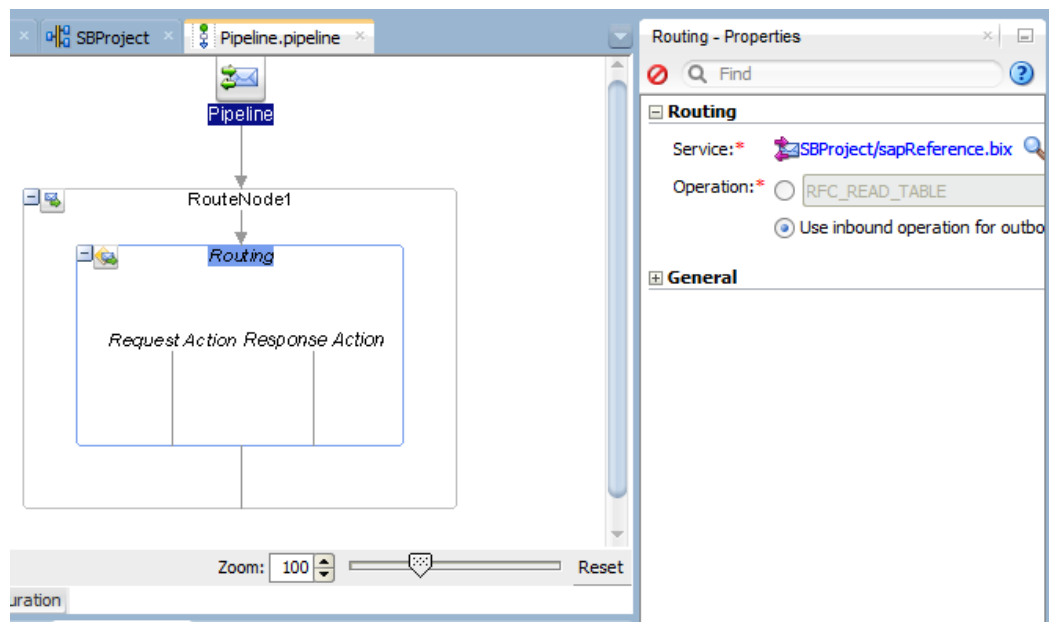 SBProject
Pipeline.pipeline
Pipeline
RouteNode1
Routing
Request Action Response Action
Zoom: 100
Reset
uration
Routing - Properties
Find
Routing
Service:* SBProject/sapReference.bix
Operation:* RFC_READ_TABLE
Use inbound operation for outbo
General